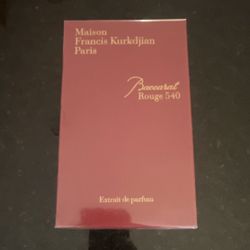 Maison
Francis Kurkdjian
Paris
Baccarat
Rouge 540
Extrait de parfum